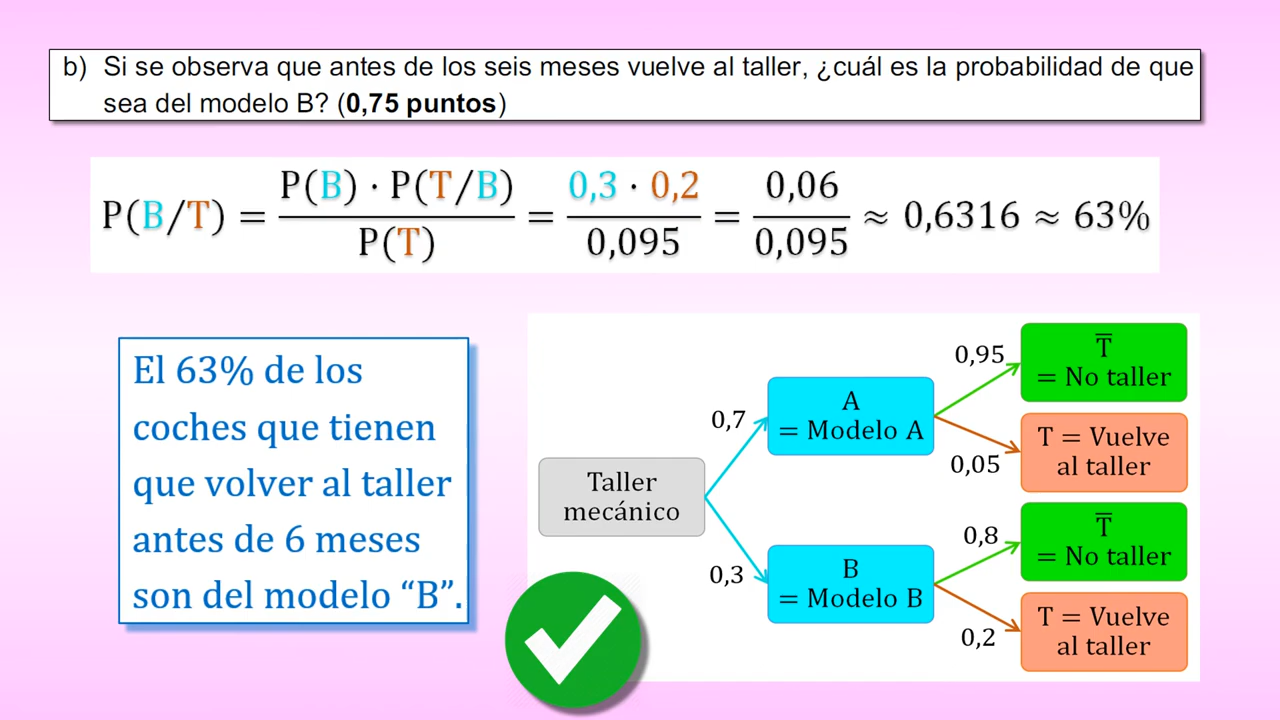 b) Si se observa que antes de los seis meses vuelve al taller, ¿cuál es la probabilidad de que
sea del modelo B? (0,75 puntos)
P(B/T) = P(B) · P(T/B) / P(T) = 0,3 · 0,2 / 0,095 = 0,06 / 0,095 ≈ 0,6316 ≈ 63%
El 63% de los
coches que tienen
que volver al taller
antes de 6 meses
son del modelo “B”.
Taller
mecánico
0,7
A
= Modelo A
0,95
T̅
= No taller
0,05
T = Vuelve
al taller
0,3
B
= Modelo B
0,8
T̅
= No taller
0,2
T = Vuelve
al taller